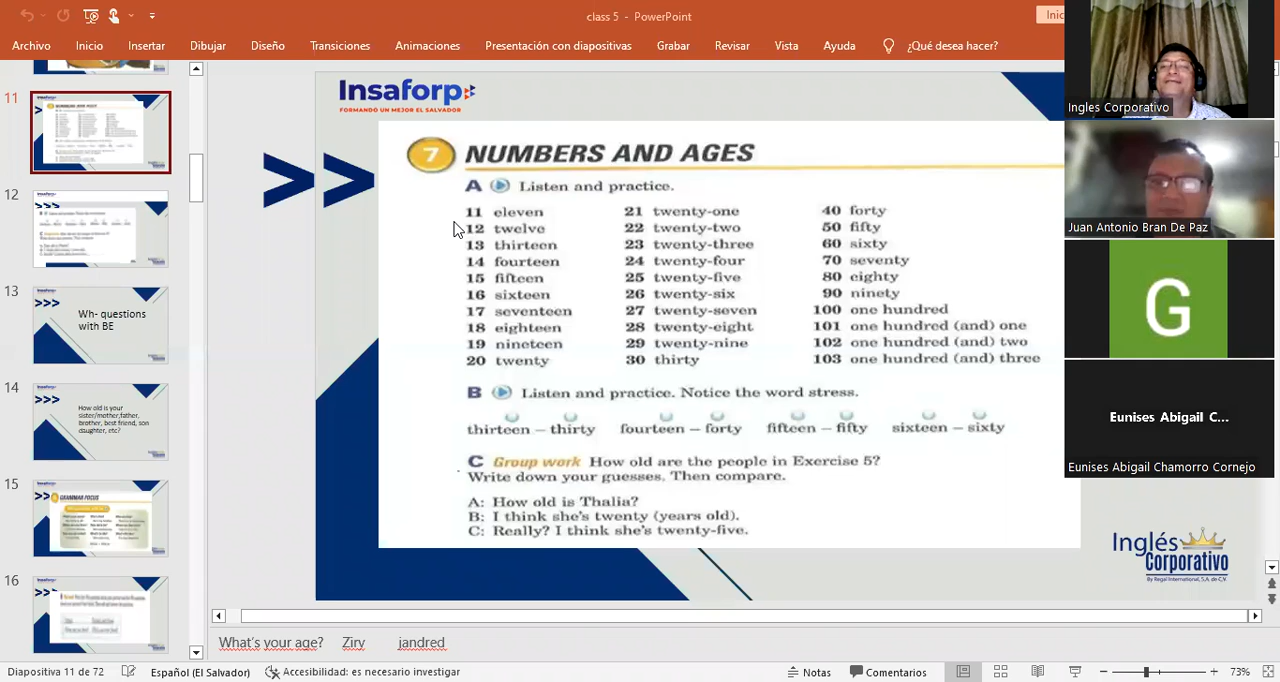 class 5 - PowerPoint
Inic
Archivo Inicio Insertar Dibujar Diseño Transiciones Animaciones Presentación con diapositivas Grabar Revisar Vista Ayuda ¿Qué desea hacer?
Ingles Corporativo
Juan Antonio Bran De Paz
G
Eunises Abigail C...
Eunises Abigail Chamorro Cornejo
11
12
13
Wh- questions
with BE
14
How old is your
sister/mother,father,
brother, best friend, son
daughter, etc?
15
GRAMMAR FOCUS
16
Insaforp
FORMANDO UN MEJOR EL SALVADOR
>>
7 NUMBERS AND AGES
A Listen and practice.
11 eleven 21 twenty-one 40 forty
12 twelve 22 twenty-two 50 fifty
13 thirteen 23 twenty-three 60 sixty
14 fourteen 24 twenty-four 70 seventy
15 fifteen 25 twenty-five 80 eighty
16 sixteen 26 twenty-six 90 ninety
17 seventeen 27 twenty-seven 100 one hundred
18 eighteen 28 twenty-eight 101 one hundred (and) one
19 nineteen 29 twenty-nine 102 one hundred (and) two
20 twenty 30 thirty 103 one hundred (and) three
B Listen and practice. Notice the word stress.
thirteen – thirty fourteen – forty fifteen – fifty sixteen – sixty
C Group work How old are the people in Exercise 5?
Write down your guesses. Then compare.
A: How old is Thalia?
B: I think she's twenty (years old).
C: Really? I think she's twenty-five.
Inglés
Corporativo
By Regal International, S.A. de C.V.
What's your age? Ziry jandred
Diapositiva 11 de 72 Español (El Salvador) Accesibilidad: es necesario investigar Notas Comentarios 73%